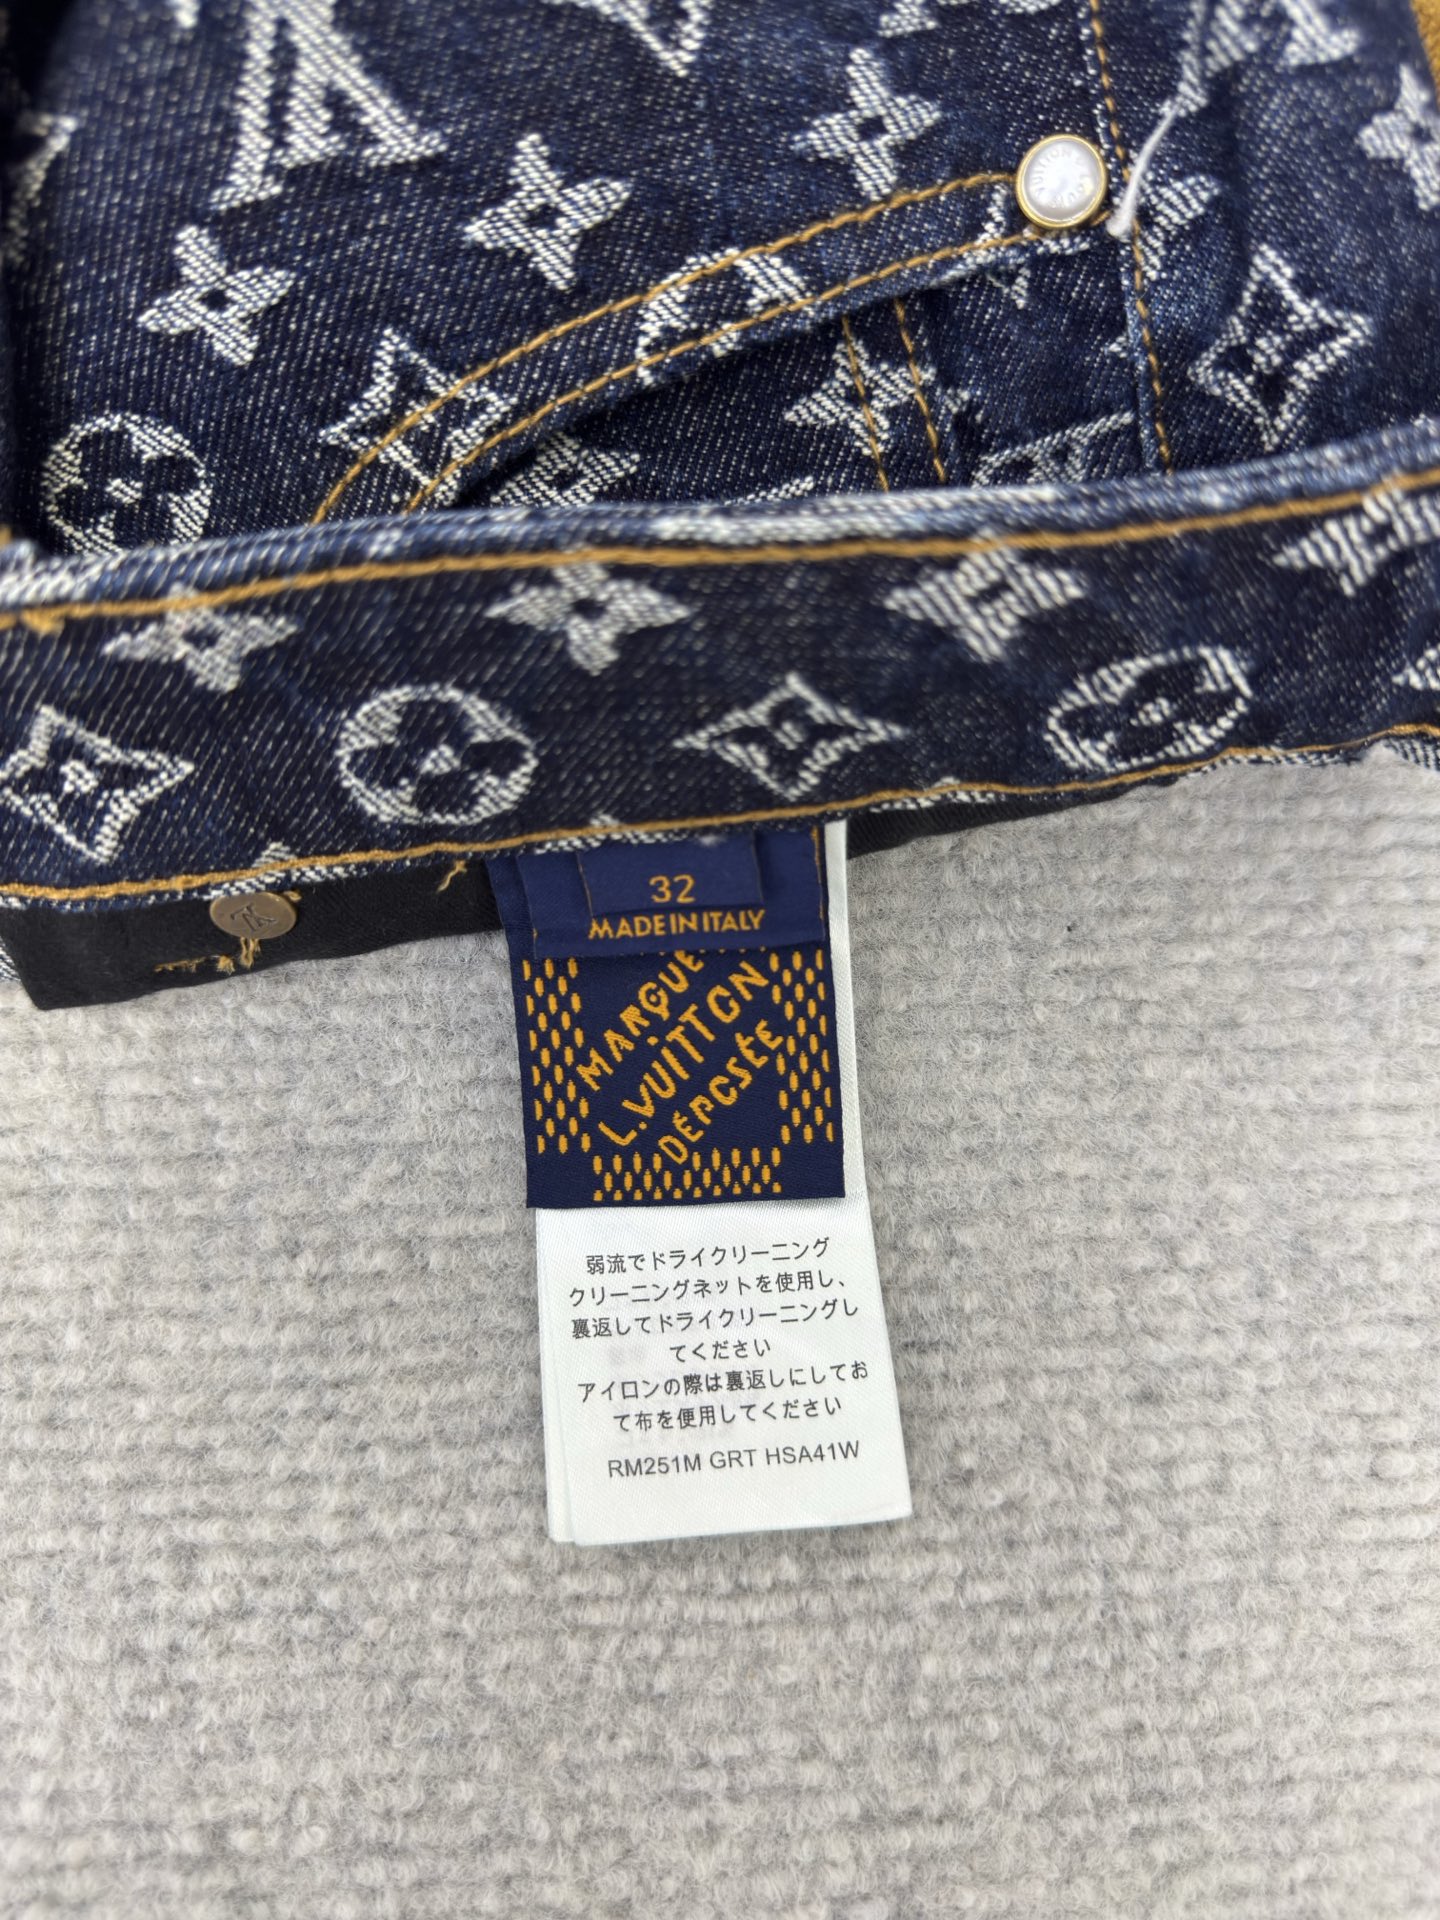 LOUIS VUITTON
32
MADE IN ITALY
MARQUE
L.VUITTON
DÉPOSÉE
弱流でドライクリーニング
クリーニングネットを使用し、
裏返してドライクリーニングし
てください
アイロンの際は裏返しにしてお
て布を使用してください
RM251M GRT HSA41W